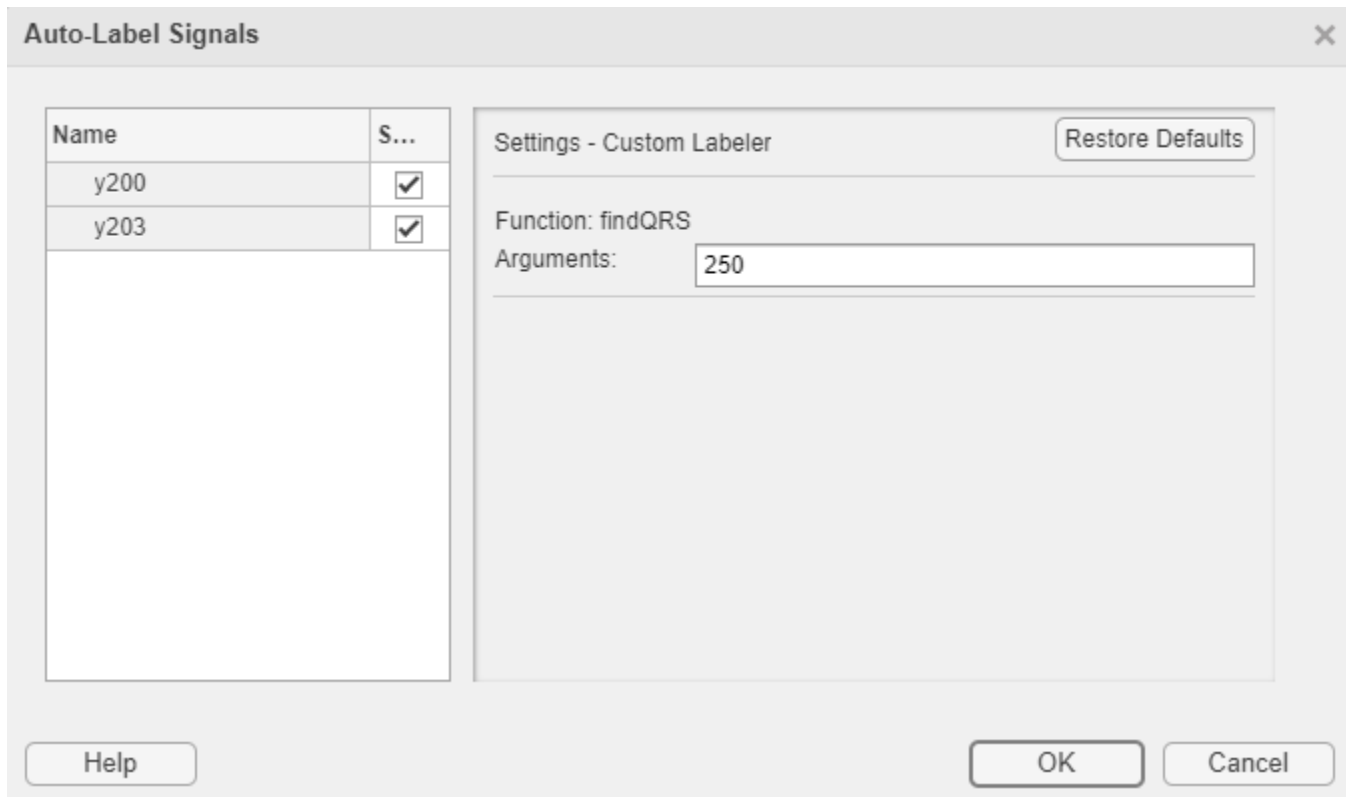 Auto-Label Signals
Name S...
y200
y203
Settings - Custom Labeler Restore Defaults
Function: findQRS
Arguments: 250
Help OK Cancel